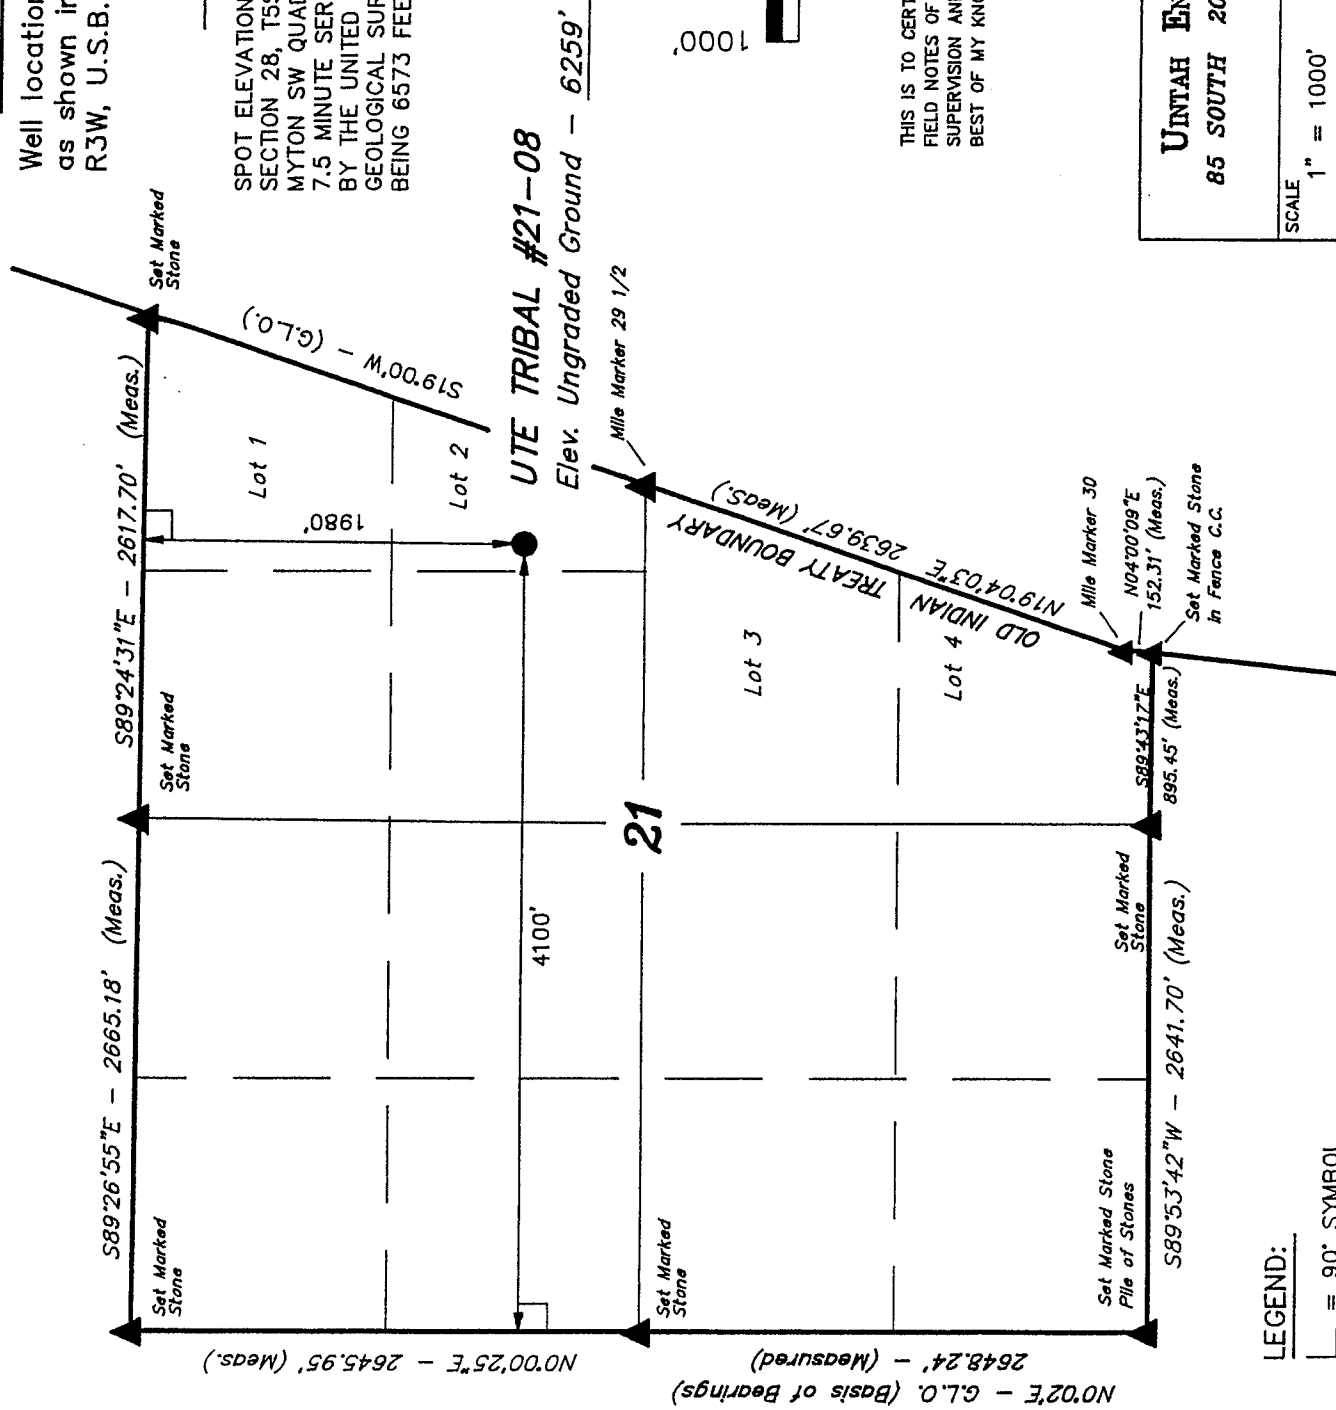 Well location
as shown in
R3W, U.S.B.
SPOT ELEVATION
SECTION 28, T5S
MYTON SW QUAD
7.5 MINUTE SER
BY THE UNITED
GEOLOGICAL SUR
BEING 6573 FEE
S89°26'55"E - 2665.18' (Meas.)
S89°24'31"E - 2617.70' (Meas.)
Set Marked
Stone
Set Marked
Stone
Set Marked
Stone
S19°00'W - (G.L.O.)
Lot 1
Lot 2
1980'
UTE TRIBAL #21-08
Elev. Ungraded Ground - 6259'
4100'
Mile Marker 29 1/2
N0°00'25"E - 2645.95' (Meas.)
21
Set Marked
Stone
OLD INDIAN TREATY BOUNDARY
N19°04'03"E 2639.67' (Meas.)
Lot 3
Lot 4
Mile Marker 30
N04°00'09"E
152.31' (Meas.)
Set Marked Stone
in Fence C.C.
S89°43'17"E
895.45' (Meas.)
Set Marked
Stone
Set Marked Stone
Pile of Stones
S89°53'42"W - 2641.70' (Meas.)
N0°02'E - G.L.O. (Basis of Bearings)
2648.24' - (Measured)
1000'
THIS IS TO CERT
FIELD NOTES OF
SUPERVISION AN
BEST OF MY KNO
UINTAH EN
85 SOUTH 20
SCALE
1" = 1000'
LEGEND:
= 90° SYMBOL